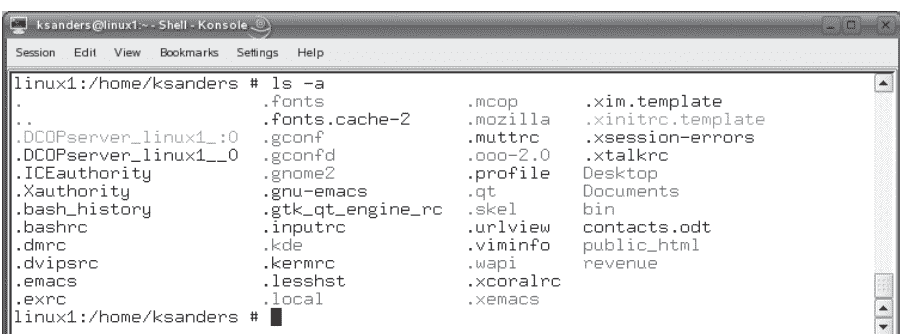 ksanders@linux1:~ - Shell - Konsole
Session Edit View Bookmarks Settings Help
linux1:/home/ksanders # ls -a
. .fonts .mcop .xim.template
.. .fonts.cache-2 .mozilla .xinitrc.template
.DCOPserver_linux1_:0 .gconf .muttrc .xsession-errors
.DCOPserver_linux1__0 .gconfd .ooo-2.0 .xtalkrc
.ICEauthority .gnome2 .profile Desktop
.Xauthority .gnu-emacs .qt Documents
.bash_history .gtk_qt_engine_rc .skel bin
.bashrc .inputrc .urlview contacts.odt
.dmrc .kde .viminfo public_html
.dvipsrc .kermrc .wapi revenue
.emacs .lesshst .xcoralrc
.exrc .local .xemacs
linux1:/home/ksanders #